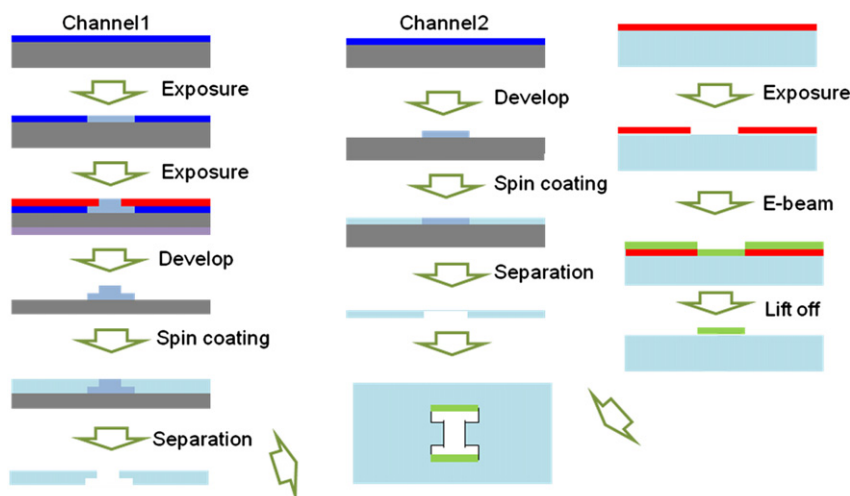 Channel1
Exposure
Exposure
Develop
Spin coating
Separation
Channel2
Develop
Spin coating
Separation
Exposure
E-beam
Lift off